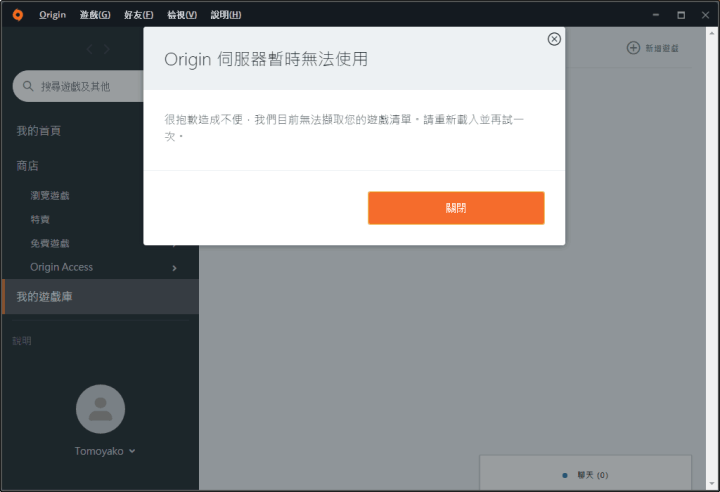 Origin 遊戲(G) 好友(F) 檢視(V) 說明(H)
Origin 伺服器暫時無法使用
新增遊戲
搜尋遊戲及其他
很抱歉造成不便，我們目前無法擷取您的遊戲清單。請重新載入並再試一
次。
我的首頁
商店
瀏覽遊戲
特賣
關閉
免費遊戲
Origin Access
我的遊戲庫
說明
Tomoyako
聊天 (0)